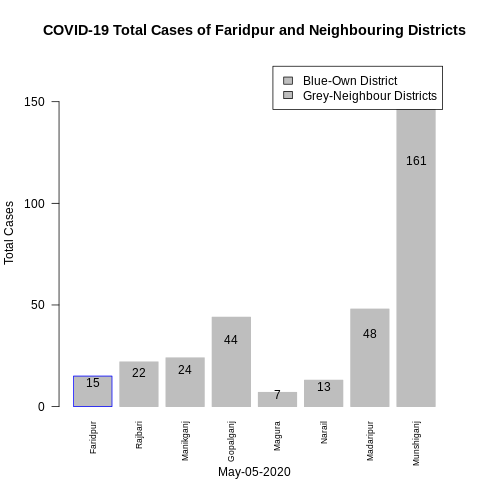 COVID-19 Total Cases of Faridpur and Neighbouring Districts
Blue-Own District
Grey-Neighbour Districts
Total Cases
150
100
50
0
15
22
24
44
7
13
48
161
Faridpur
Rajbari
Manikganj
Gopalganj
Magura
Narail
Madaripur
Munshiganj
May-05-2020